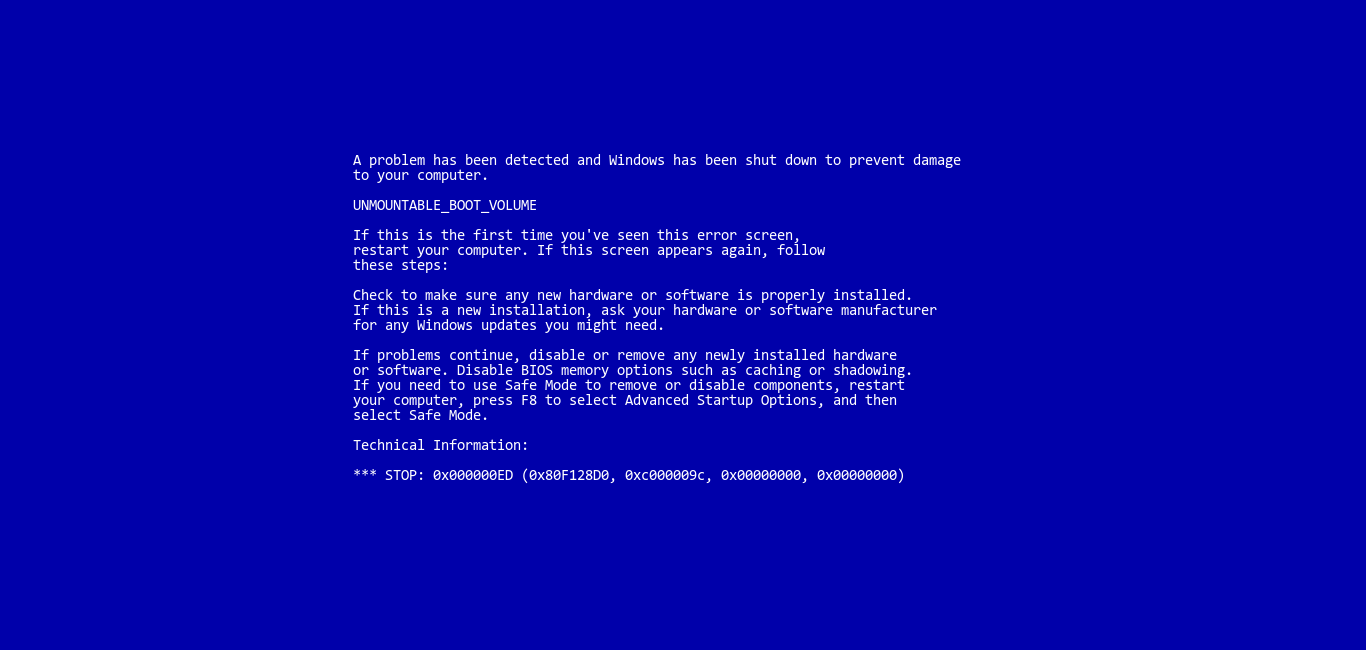 A problem has been detected and Windows has been shut down to prevent damage
to your computer.
UNMOUNTABLE_BOOT_VOLUME
If this is the first time you've seen this error screen,
restart your computer. If this screen appears again, follow
these steps:
Check to make sure any new hardware or software is properly installed.
If this is a new installation, ask your hardware or software manufacturer
for any Windows updates you might need.
If problems continue, disable or remove any newly installed hardware
or software. Disable BIOS memory options such as caching or shadowing.
If you need to use Safe Mode to remove or disable components, restart
your computer, press F8 to select Advanced Startup Options, and then
select Safe Mode.
Technical Information:
*** STOP: 0x000000ED (0x80F128D0, 0xc000009c, 0x00000000, 0x00000000)